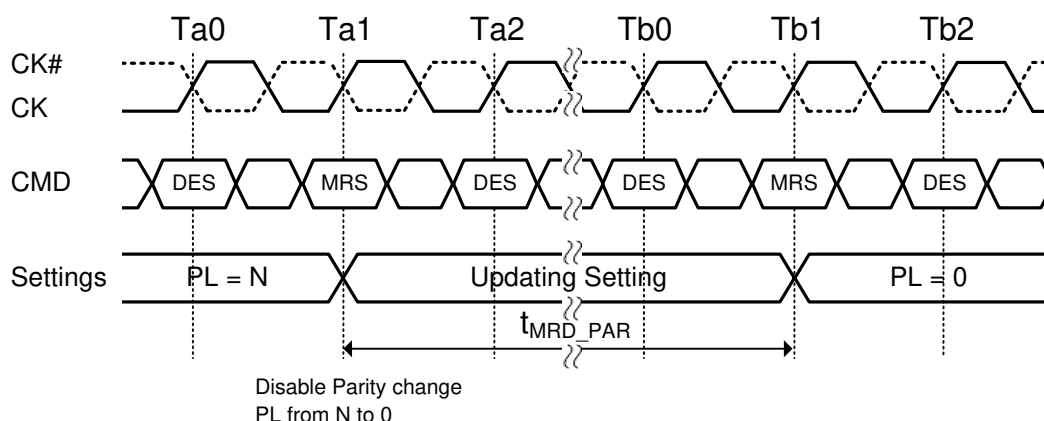 Ta0 Ta1 Ta2 Tb0 Tb1 Tb2
CK#
CK
CMD DES MRS DES DES MRS DES
Settings PL = N Updating Setting PL = 0
tMRD_PAR
Disable Parity change
PL from N to 0